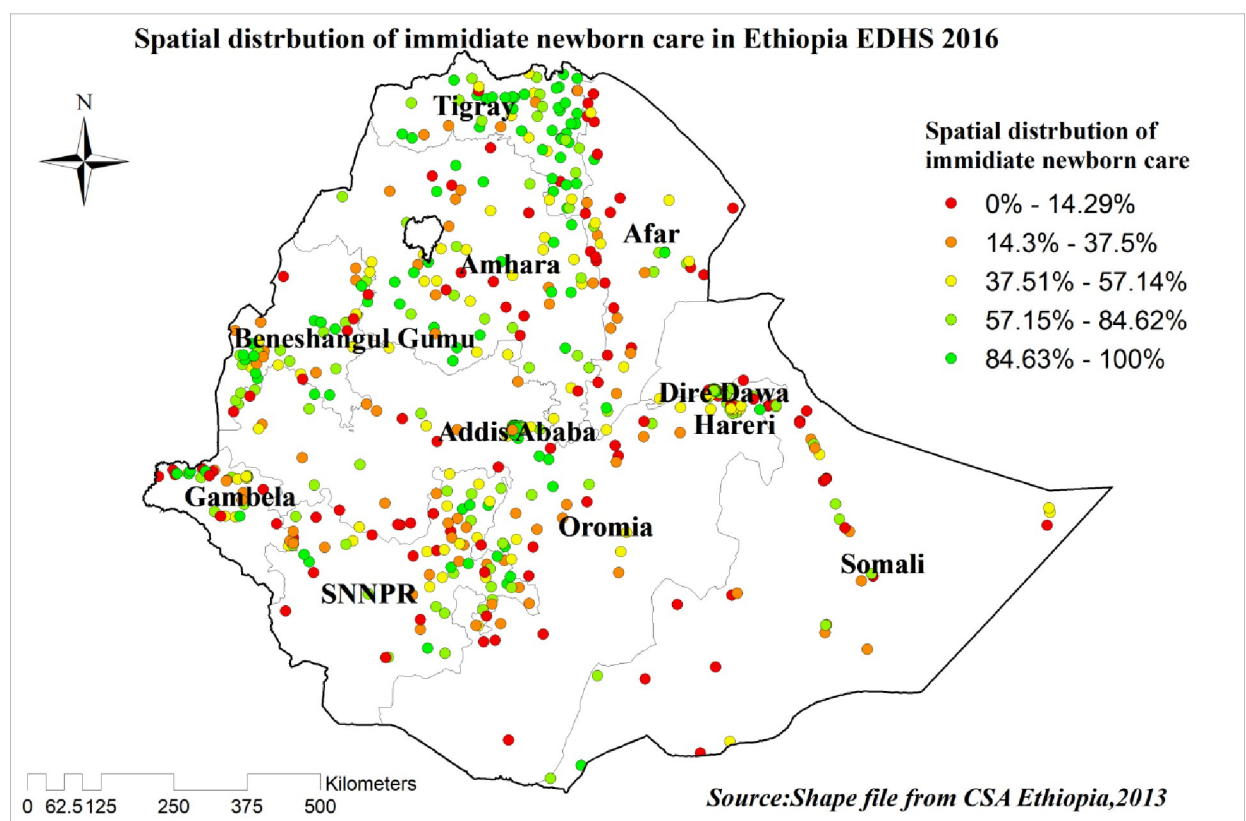 Spatial distrbution of immidiate newborn care in Ethiopia EDHS 2016
N
Tigray
Spatial distrbution of
immidiate newborn care
0% - 14.29%
14.3% - 37.5%
37.51% - 57.14%
57.15% - 84.62%
84.63% - 100%
Afar
Amhara
Beneshangul Gumu
Dire Dawa
Hareri
Addis Ababa
Gambela
Oromia
Somali
SNNPR
Kilometers
0 62.5 125 250 375 500
Source:Shape file from CSA Ethiopia,2013